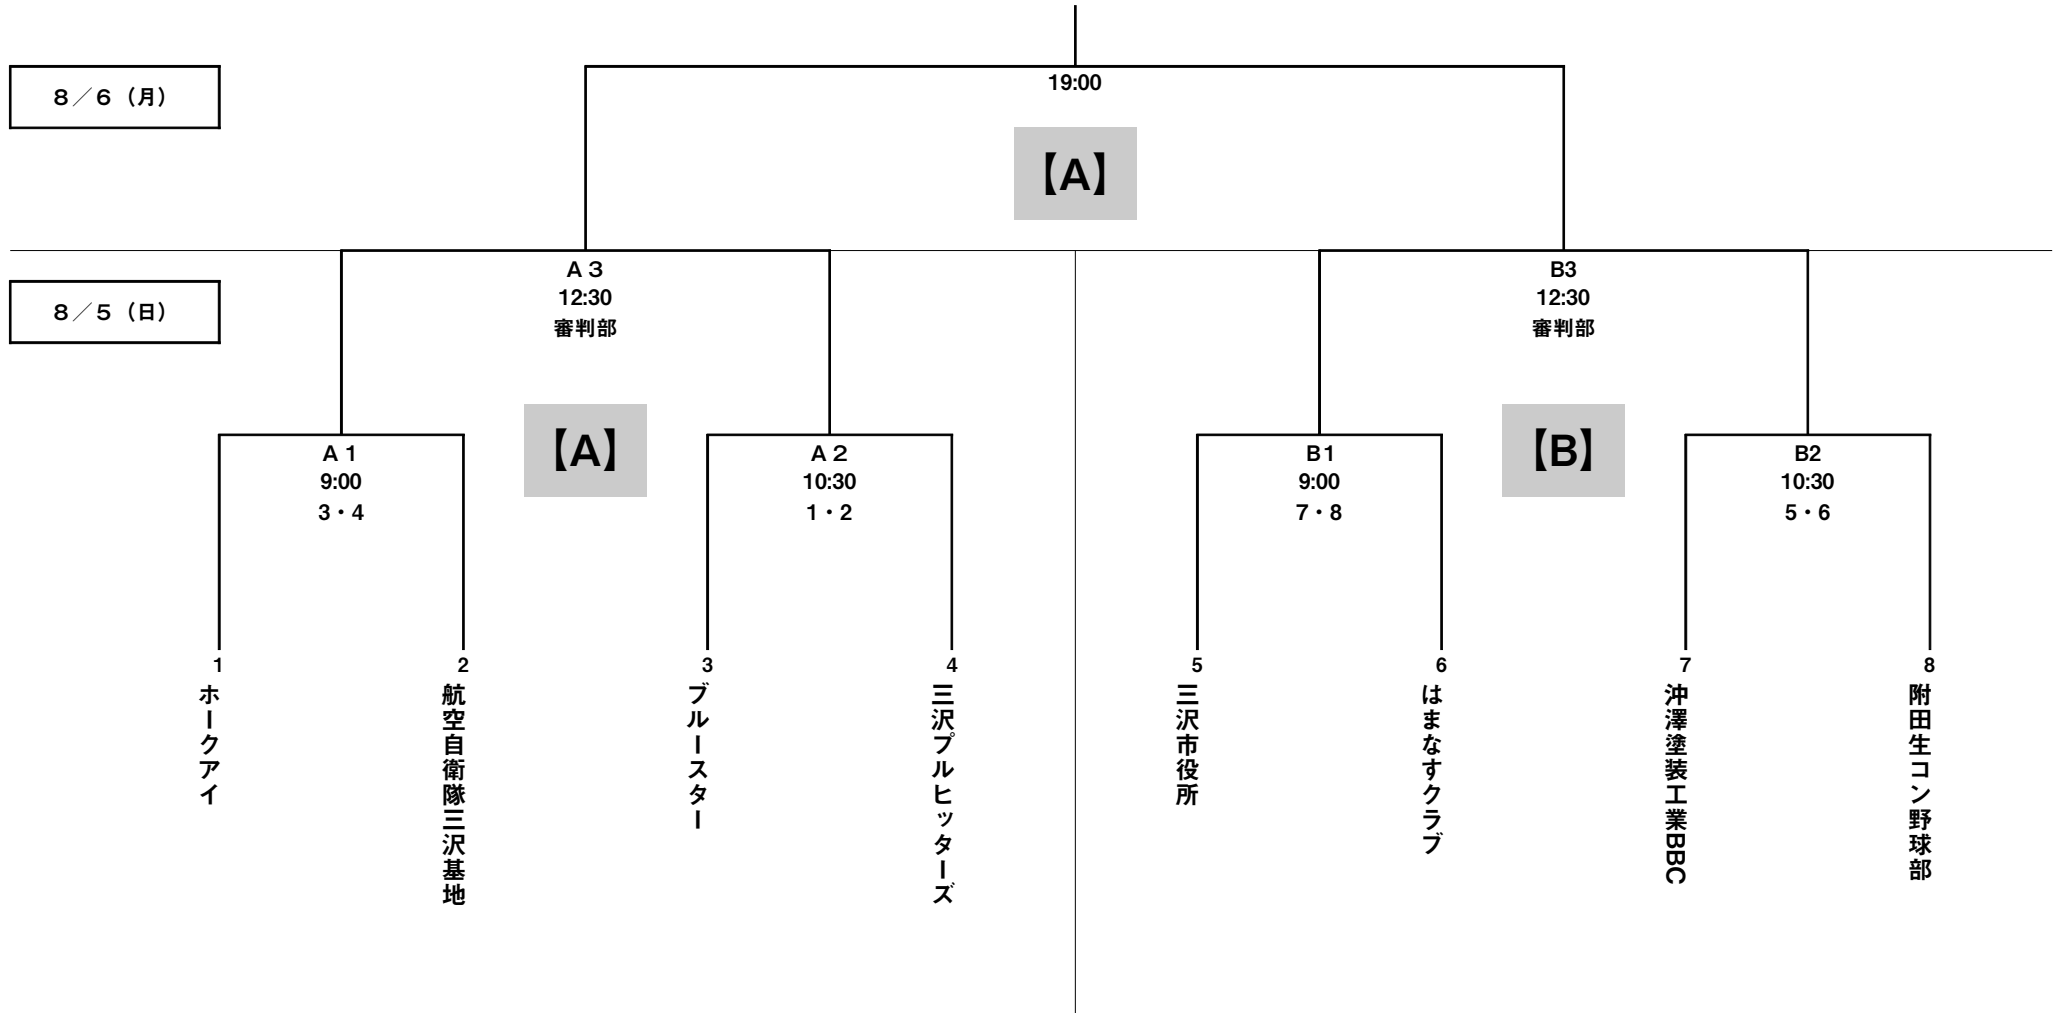 19:00
８／６（月）
【A】
A３
12:30
審判部
B3
12:30
審判部
８／５（日）
【A】
【B】
A１
9:00
3・4
A２
10:30
1・2
B1
9:00
7・8
B2
10:30
5・6
1
ホークアイ
2
航空自衛隊三沢基地
3
ブルースター
4
三沢プルヒッターズ
5
三沢市役所
6
はまなすクラブ
7
沖澤塗装工業BBC
8
附田生コン野球部